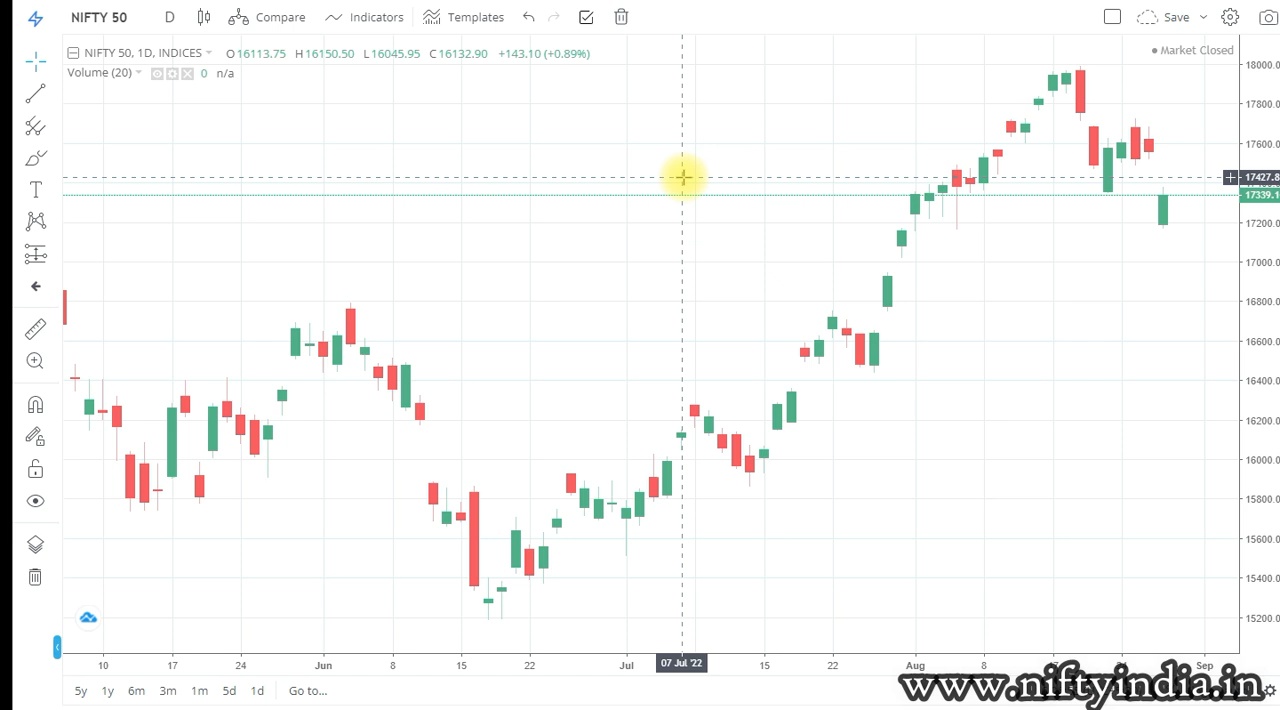 NIFTY 50 D Compare Indicators Templates Save
NIFTY 50, 1D, INDICES O 16113.75 H 16150.50 L 16045.95 C 16132.90 +143.10 (+0.89%)
Market Closed
Volume (20) 0 n/a
T
18000.0
17800.0
17600.0
17427.8
17339.1
17200.0
17000.0
16800.0
16600.0
16400.0
16200.0
16000.0
15800.0
15600.0
15400.0
15200.0
10 17 24 Jun 8 15 22 Jul 07 Jul '22 15 22 Aug 8 Sep
5y 1y 6m 3m 1m 5d 1d Go to...
www.niftyindia.in